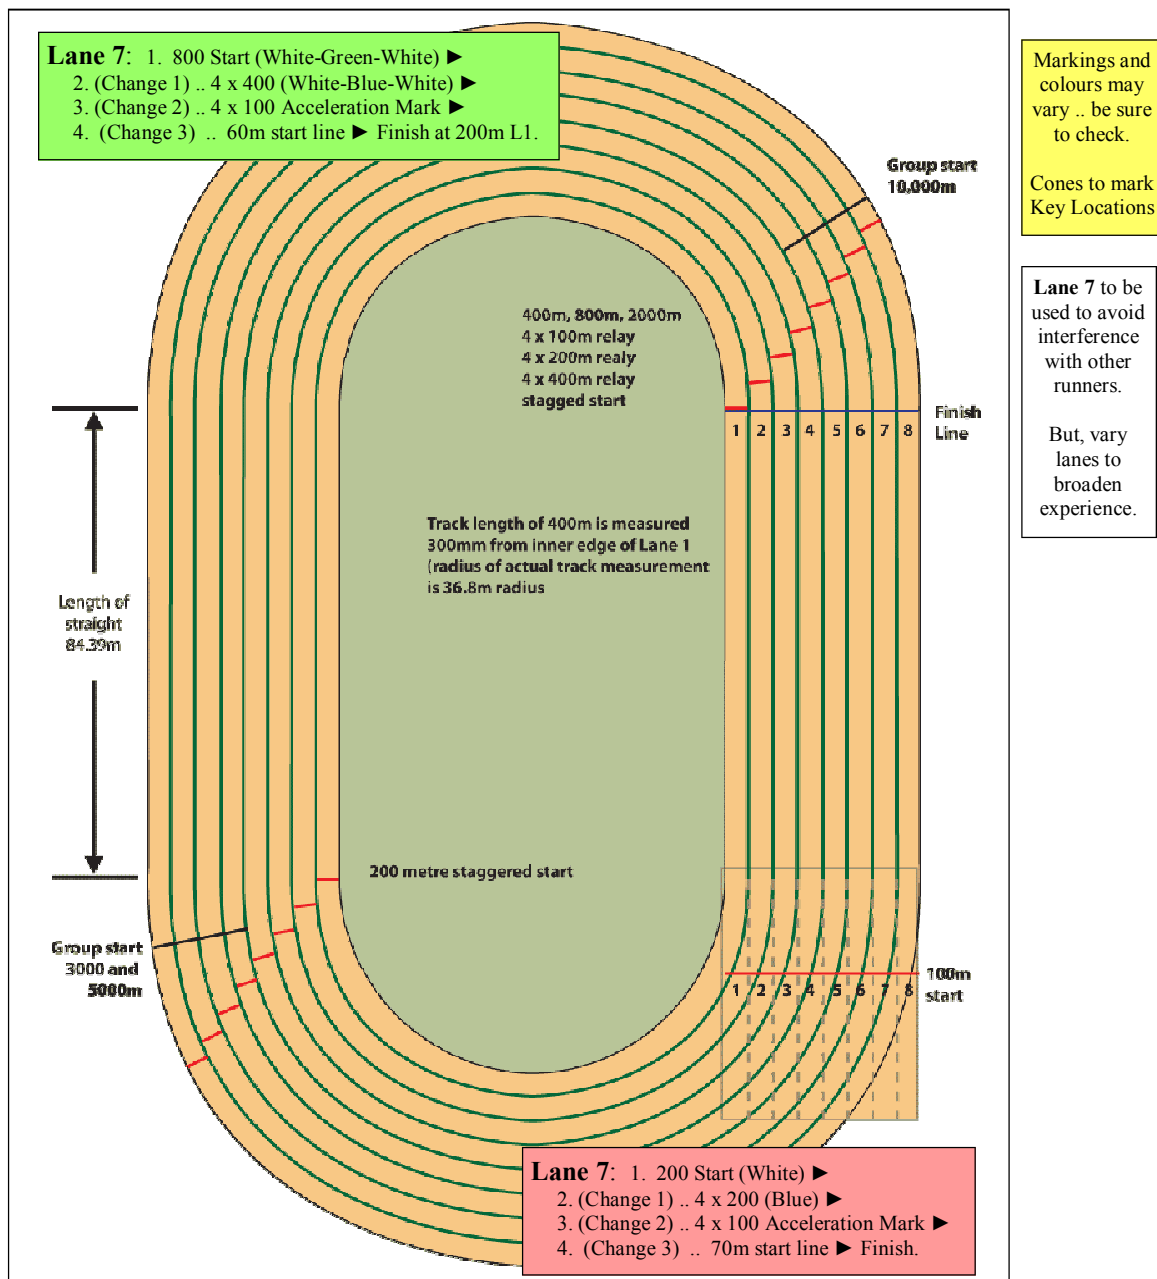 Lane 7: 1. 800 Start (White-Green-White) ►
2. (Change 1) .. 4 x 400 (White-Blue-White) ►
3. (Change 2) .. 4 x 100 Acceleration Mark ►
4. (Change 3) .. 60m start line ► Finish at 200m L1.
Markings and
colours may
vary .. be sure
to check.
Cones to mark
Key Locations
Group start
10,000m
Lane 7 to be
used to avoid
interference
with other
runners.
But, vary
lanes to
broaden
experience.
400m, 800m, 2000m
4 x 100m relay
4 x 200m realy
4 x 400m relay
stagged start
Finish
Line
1 2 3 4 5 6 7 8
Track length of 400m is measured
300mm from inner edge of Lane 1
(radius of actual track measurement
is 36.8m radius
Length of
straight
84.39m
200 metre staggered start
Group start
3000 and
5000m
100m
start
1 2 3 4 5 6 7 8
Lane 7: 1. 200 Start (White) ►
2. (Change 1) .. 4 x 200 (Blue) ►
3. (Change 2) .. 4 x 100 Acceleration Mark ►
4. (Change 3) .. 70m start line ► Finish.